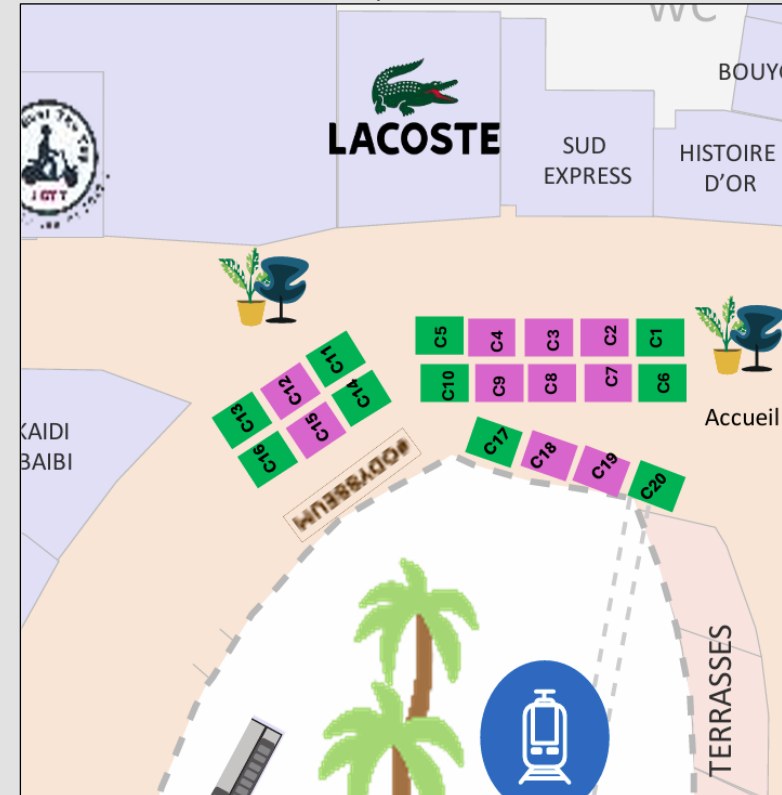 WC
BOUYG
LACOSTE
SUD
EXPRESS
HISTOIRE
D'OR
C5
C4
C3
C2
C1
C10
C9
C8
C7
C6
C11
C12
C13
C14
C15
C16
C17
C18
C19
C20
Accueil
KAIDI
BAIBI
#ODYSSEUM
TERRASSES